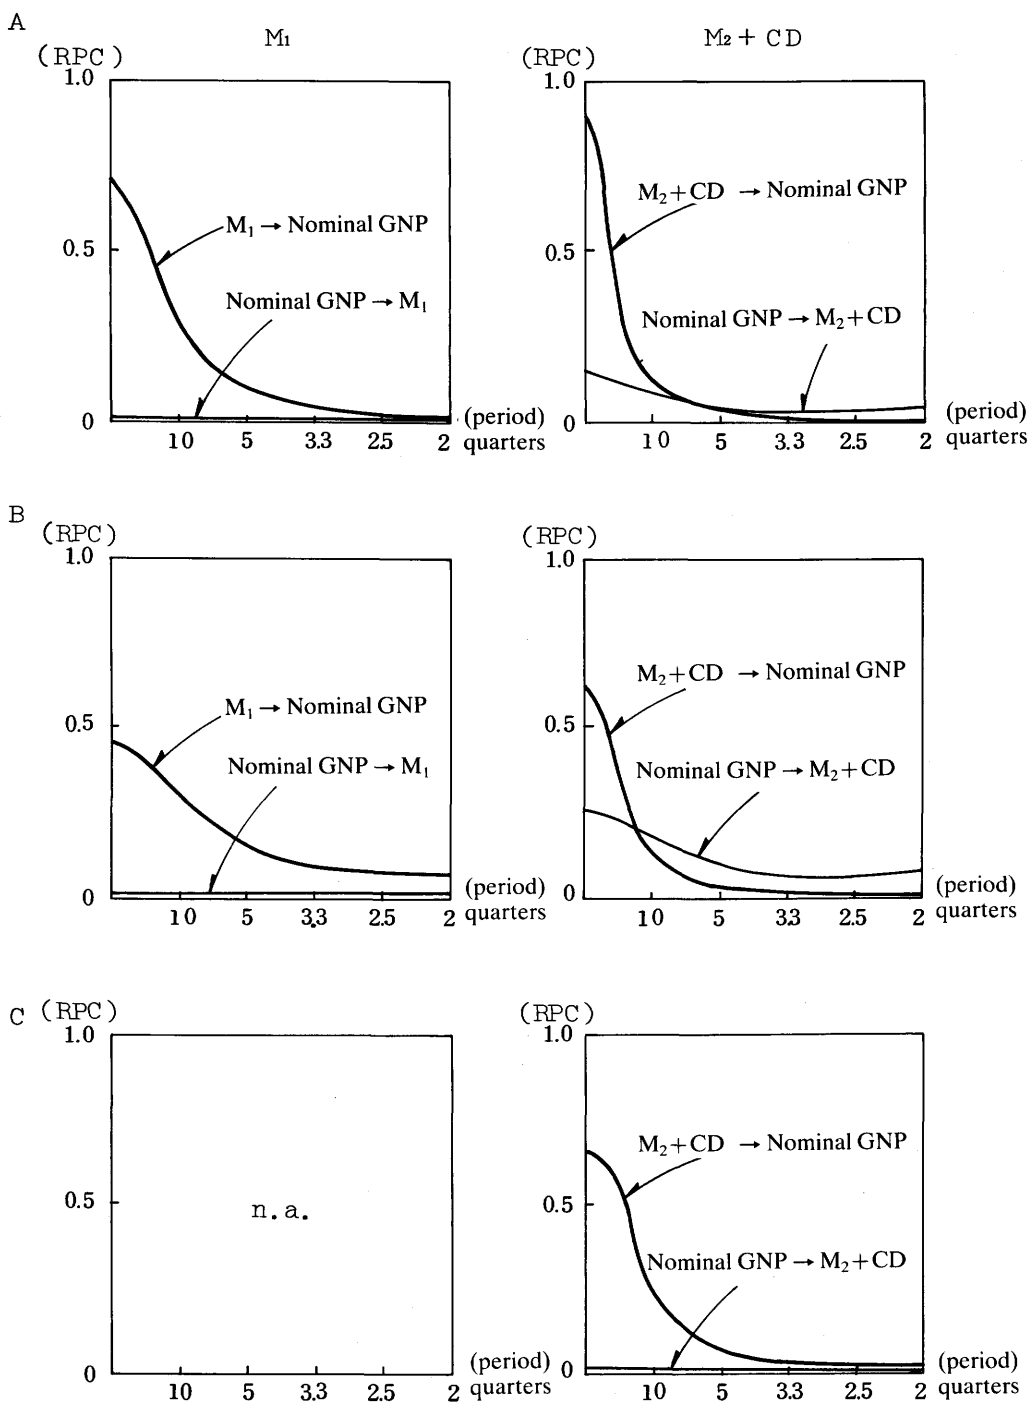 A
M₁
(RPC)
1.0
0.5
0
M₁ → Nominal GNP
Nominal GNP → M₁
10 5 3.3 2.5 2
(period)
quarters
M₂ + CD
1.0
0.5
0
M₂+CD → Nominal GNP
Nominal GNP → M₂+CD
10 5 3.3 2.5 2
(period)
quarters
B
(RPC)
1.0
0.5
0
M₁ → Nominal GNP
Nominal GNP → M₁
10 5 3.3 2.5 2
(period)
quarters
(RPC)
1.0
0.5
0
M₂+CD → Nominal GNP
Nominal GNP → M₂+CD
10 5 3.3 2.5 2
(period)
quarters
C
(RPC)
1.0
0.5
0
n.a.
10 5 3.3 2.5 2
(period)
quarters
(RPC)
1.0
0.5
0
M₂+CD → Nominal GNP
Nominal GNP → M₂+CD
10 5 3.3 2.5 2
(period)
quarters